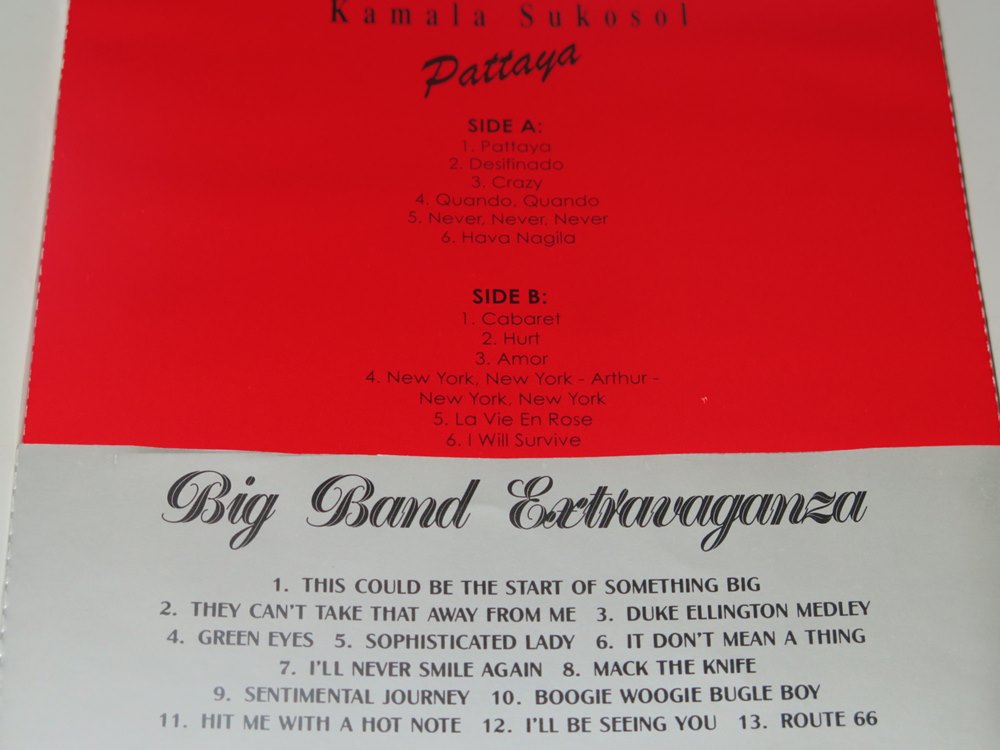 Kamala Sukosol
Pattaya
SIDE A:
1. Pattaya
2. Desifinado
3. Crazy
4. Quando, Quando
5. Never, Never, Never
6. Hava Nagila
SIDE B:
1. Cabaret
2. Hurt
3. Amor
4. New York, New York - Arthur -
New York, New York
5. La Vie En Rose
6. I Will Survive
Big Band Extravaganza
1. THIS COULD BE THE START OF SOMETHING BIG
2. THEY CAN'T TAKE THAT AWAY FROM ME 3. DUKE ELLINGTON MEDLEY
4. GREEN EYES 5. SOPHISTICATED LADY 6. IT DON'T MEAN A THING
7. I'LL NEVER SMILE AGAIN 8. MACK THE KNIFE
9. SENTIMENTAL JOURNEY 10. BOOGIE WOOGIE BUGLE BOY
11. HIT ME WITH A HOT NOTE 12. I'LL BE SEEING YOU 13. ROUTE 66